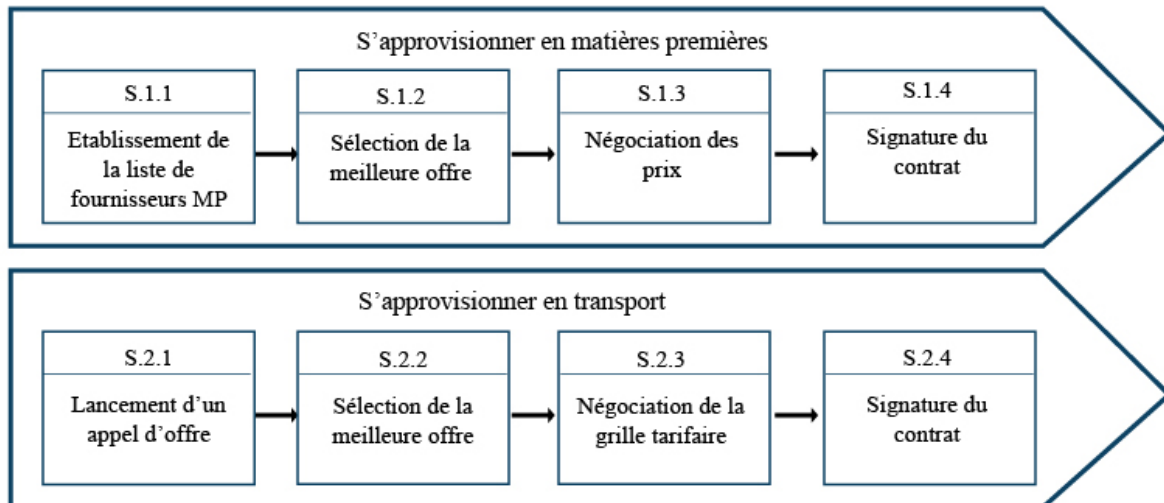 S’approvisionner en matières premières
S.1.1
Etablissement de
la liste de
fournisseurs MP
S.1.2
Sélection de la
meilleure offre
S.1.3
Négociation des
prix
S.1.4
Signature du
contrat
S’approvisionner en transport
S.2.1
Lancement d’un
appel d’offre
S.2.2
Sélection de la
meilleure offre
S.2.3
Négociation de la
grille tarifaire
S.2.4
Signature du
contrat